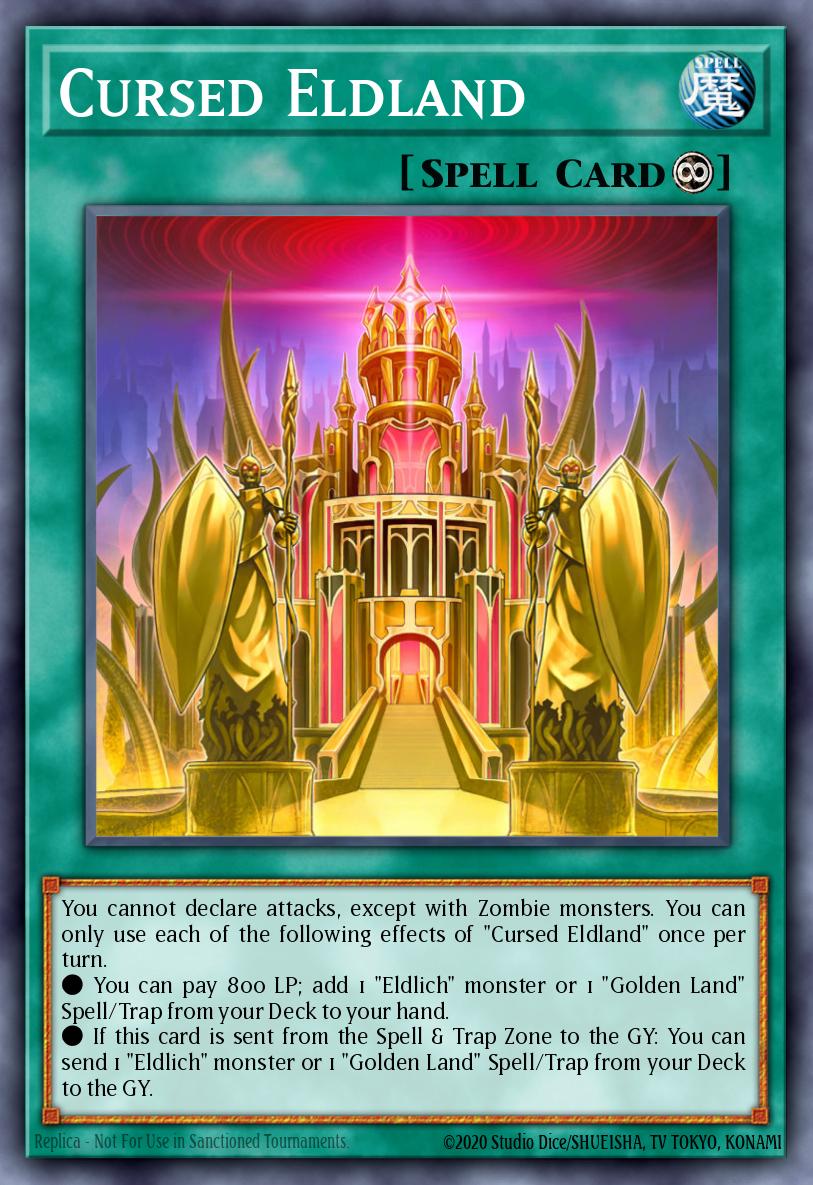 Cursed Eldland
SPELL
魔
[Spell Card]
You cannot declare attacks, except with Zombie monsters. You can
only use each of the following effects of "Cursed Eldland" once per
turn.
● You can pay 800 LP; add 1 "Eldlich" monster or 1 "Golden Land"
Spell/Trap from your Deck to your hand.
● If this card is sent from the Spell & Trap Zone to the GY: You can
send 1 "Eldlich" monster or 1 "Golden Land" Spell/Trap from your Deck
to the GY.
Replica - Not For Use in Sanctioned Tournaments.
©2020 Studio Dice/SHUEISHA, TV TOKYO, KONAMI